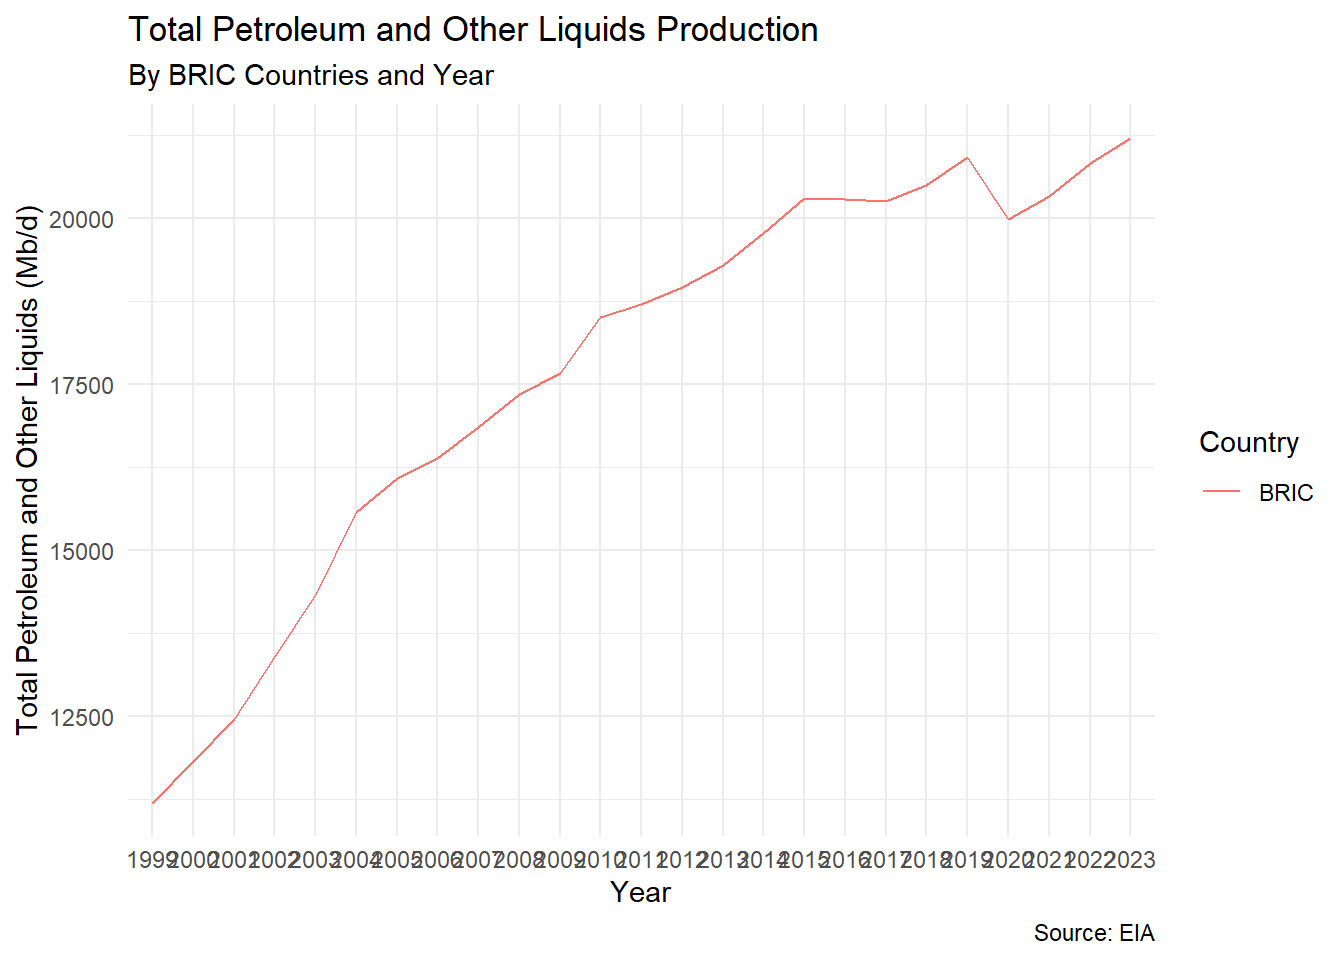 Total Petroleum and Other Liquids Production
By BRIC Countries and Year
Total Petroleum and Other Liquids (Mb/d)
20000
17500
15000
12500
1999 2000 2001 2002 2003 2004 2005 2006 2007 2008 2009 2010 2011 2012 2013 2014 2015 2016 2017 2018 2019 2020 2021 2022 2023
Year
Country
BRIC
Source: EIA